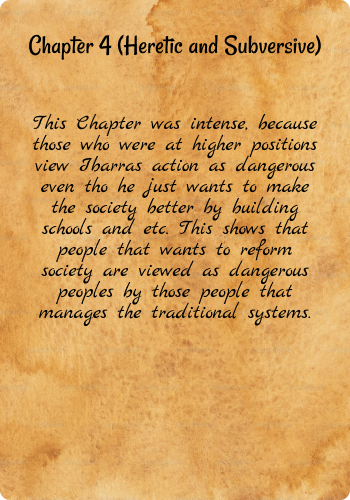 Chapter 4 (Heretic and Subversive)
This Chapter was intense, because
those who were at higher positions
view Ibarras action as dangerous
even tho he just wants to make
the society better by building
schools and etc. This shows that
people that wants to reform
society are viewed as dangerous
peoples by those people that
manages the traditional systems.